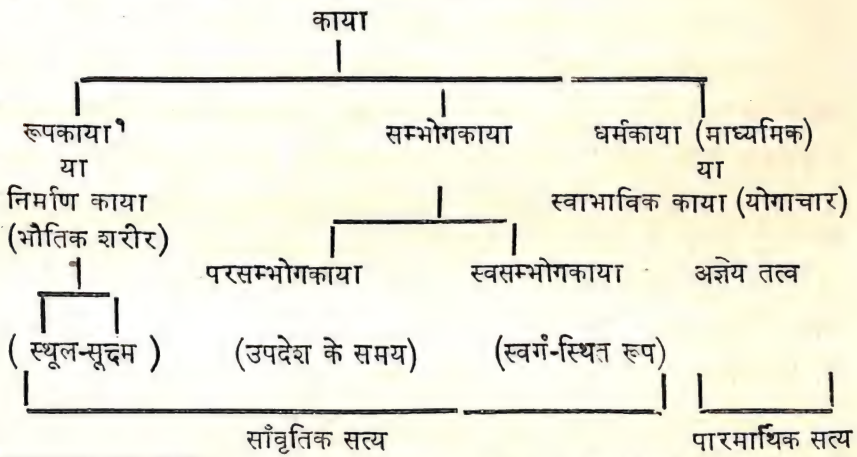 काया
रूपकाया१ सम्भोगकाया धर्मकाया (माध्यमिक)
या या
निर्माण काया स्वाभाविक काया (योगाचार)
(भौतिक शरीर)
परसम्भोगकाया स्वसम्भोगकाया अज्ञेय तत्व
( स्थूल-सूक्ष्म ) (उपदेश के समय) (स्वर्ग-स्थित रूप)
साँवृतिक सत्य पारमार्थिक सत्य